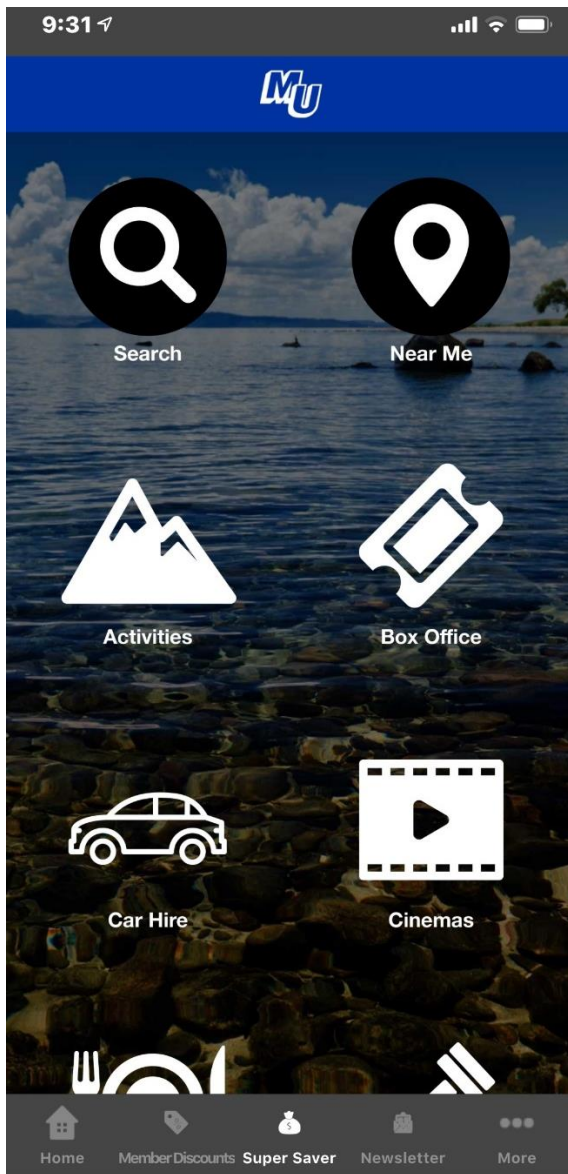 9:31
MU
Search
Near Me
Activities
Box Office
Car Hire
Cinemas
$
Home
Member Discounts
Super Saver
Newsletter
More